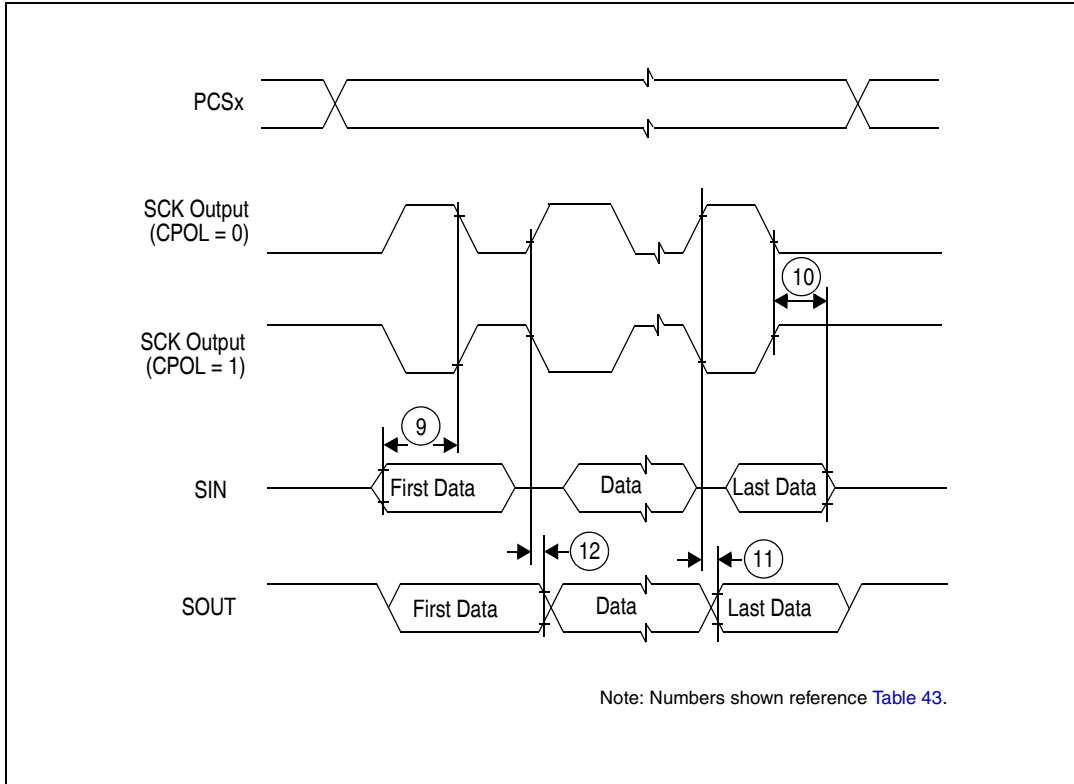 PCSx
SCK Output
(CPOL = 0)
10
SCK Output
(CPOL = 1)
9
SIN
First Data
Data
Last Data
12
11
SOUT
First Data
Data
Last Data
Note: Numbers shown reference Table 43.